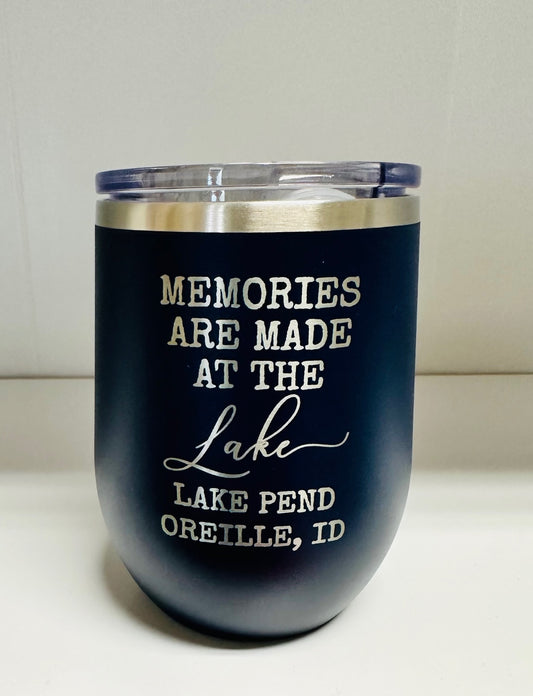 MEMORIES
ARE MADE
AT THE
Lake
LAKE PEND
OREILLE, ID